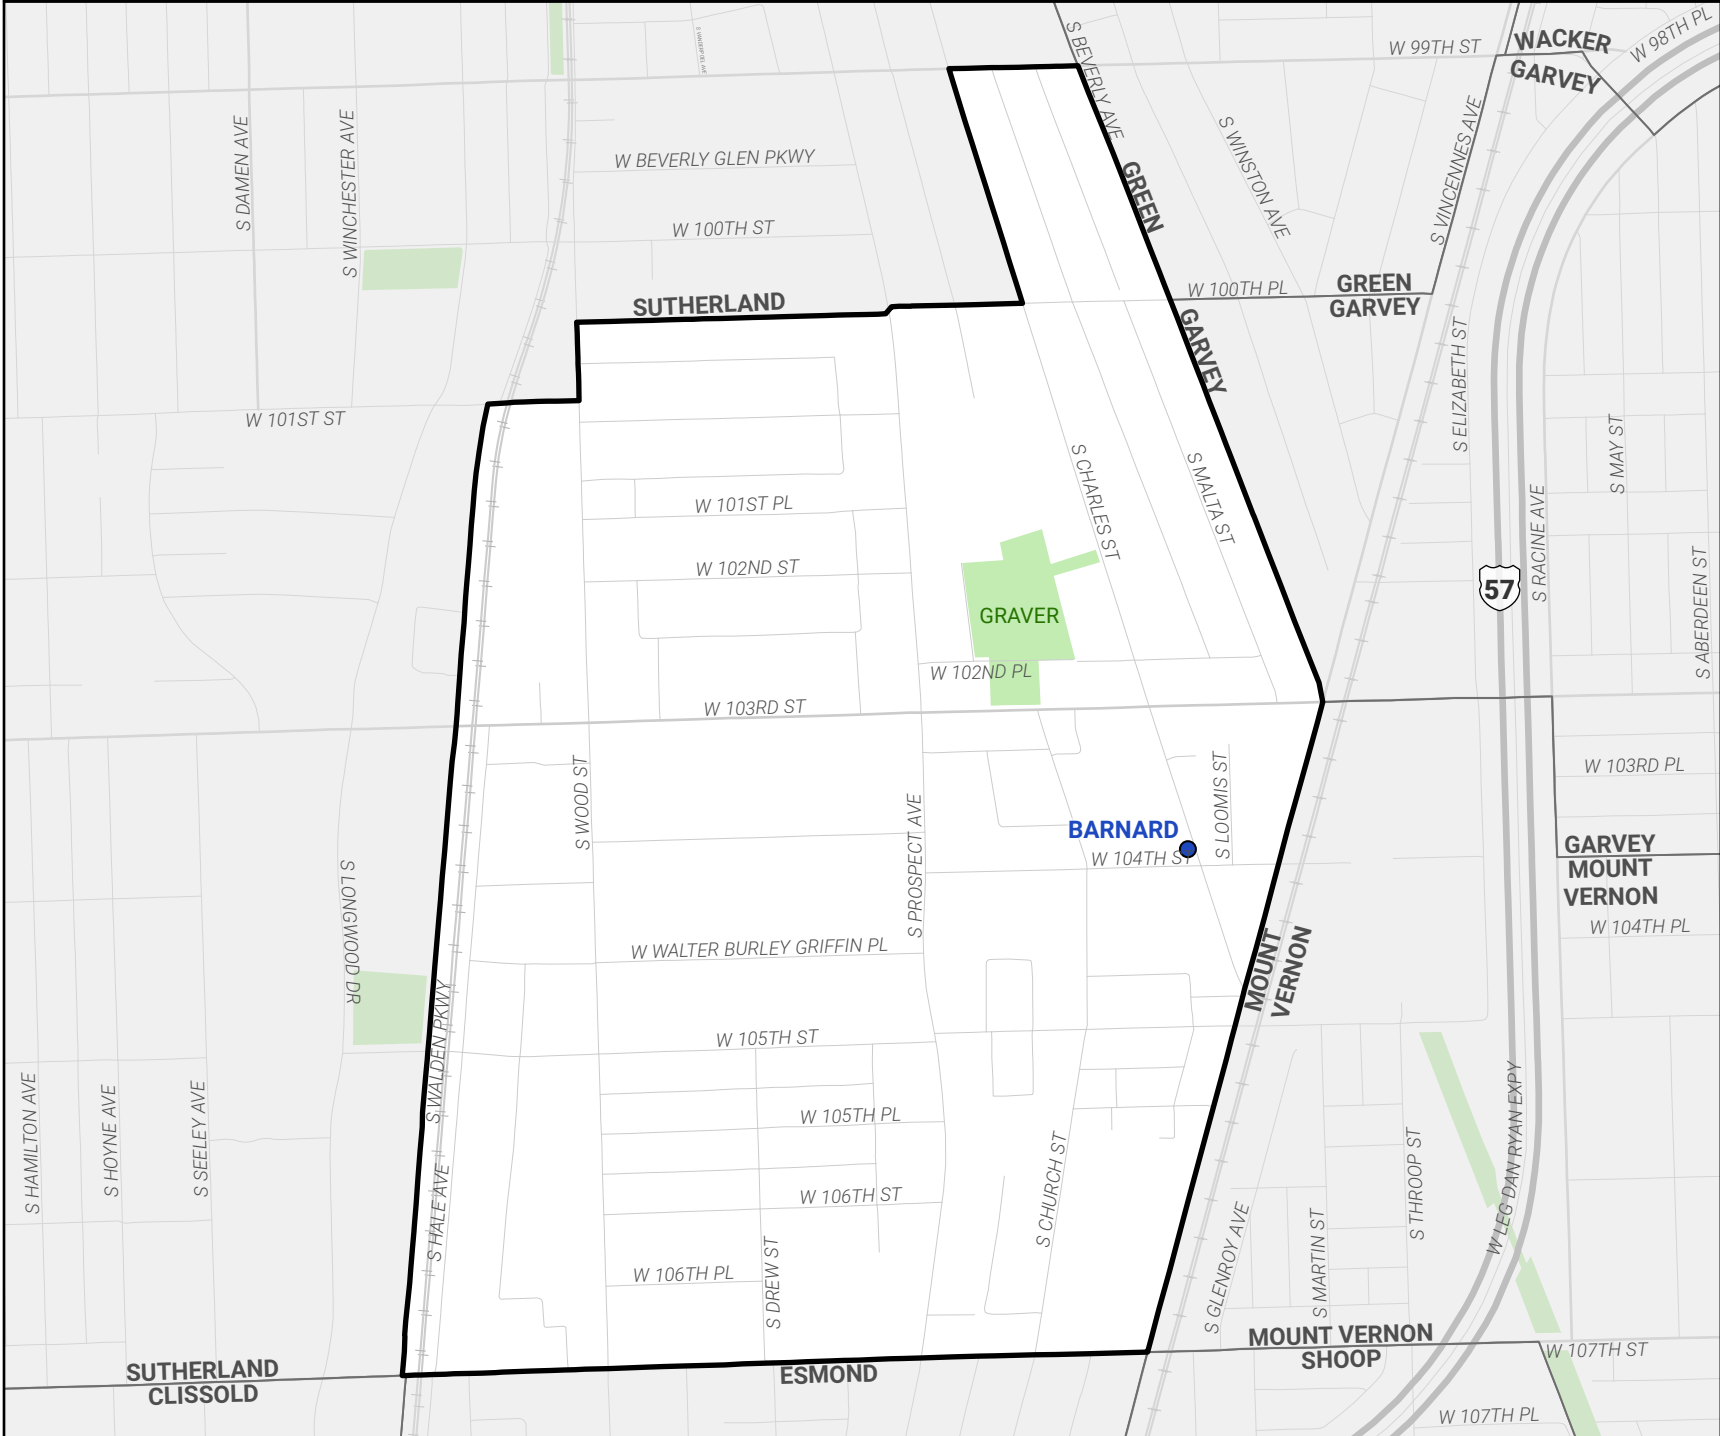 W 99TH ST
WACKER
GARVEY
W 98TH PL
S BEVERLY AVE
S DAMEN AVE
S WINCHESTER AVE
W BEVERLY GLEN PKWY
S WINSTON AVE
S VINCENNES AVE
GREEN
W 100TH ST
W 100TH PL
GREEN
GARVEY
SUTHERLAND
GARVEY
S ELIZABETH ST
W 101ST ST
S MAY ST
S CHARLES ST
S MALTA ST
W 101ST PL
S RACINE AVE
W 102ND ST
57
S ABERDEEN ST
GRAVER
W 102ND PL
W 103RD ST
S WOOD ST
S PROSPECT AVE
S LOOMIS ST
W 103RD PL
BARNARD
W 104TH ST
GARVEY
MOUNT
VERNON
S LONGWOOD DR
W 104TH PL
W WALTER BURLEY GRIFFIN PL
MOUNT
VERNON
S WALDEN PKWY
W 105TH ST
S HAMILTON AVE
S HOYNE AVE
S SEELEY AVE
W 105TH PL
W LEG DAN RYAN EXPY
S HALE AVE
S CHURCH ST
S THROOP ST
W 106TH ST
S GLENROY AVE
S MARTIN ST
W 106TH PL
S DREW ST
MOUNT VERNON
SHOOP
W 107TH ST
SUTHERLAND
CLISSOLD
ESMOND
W 107TH PL